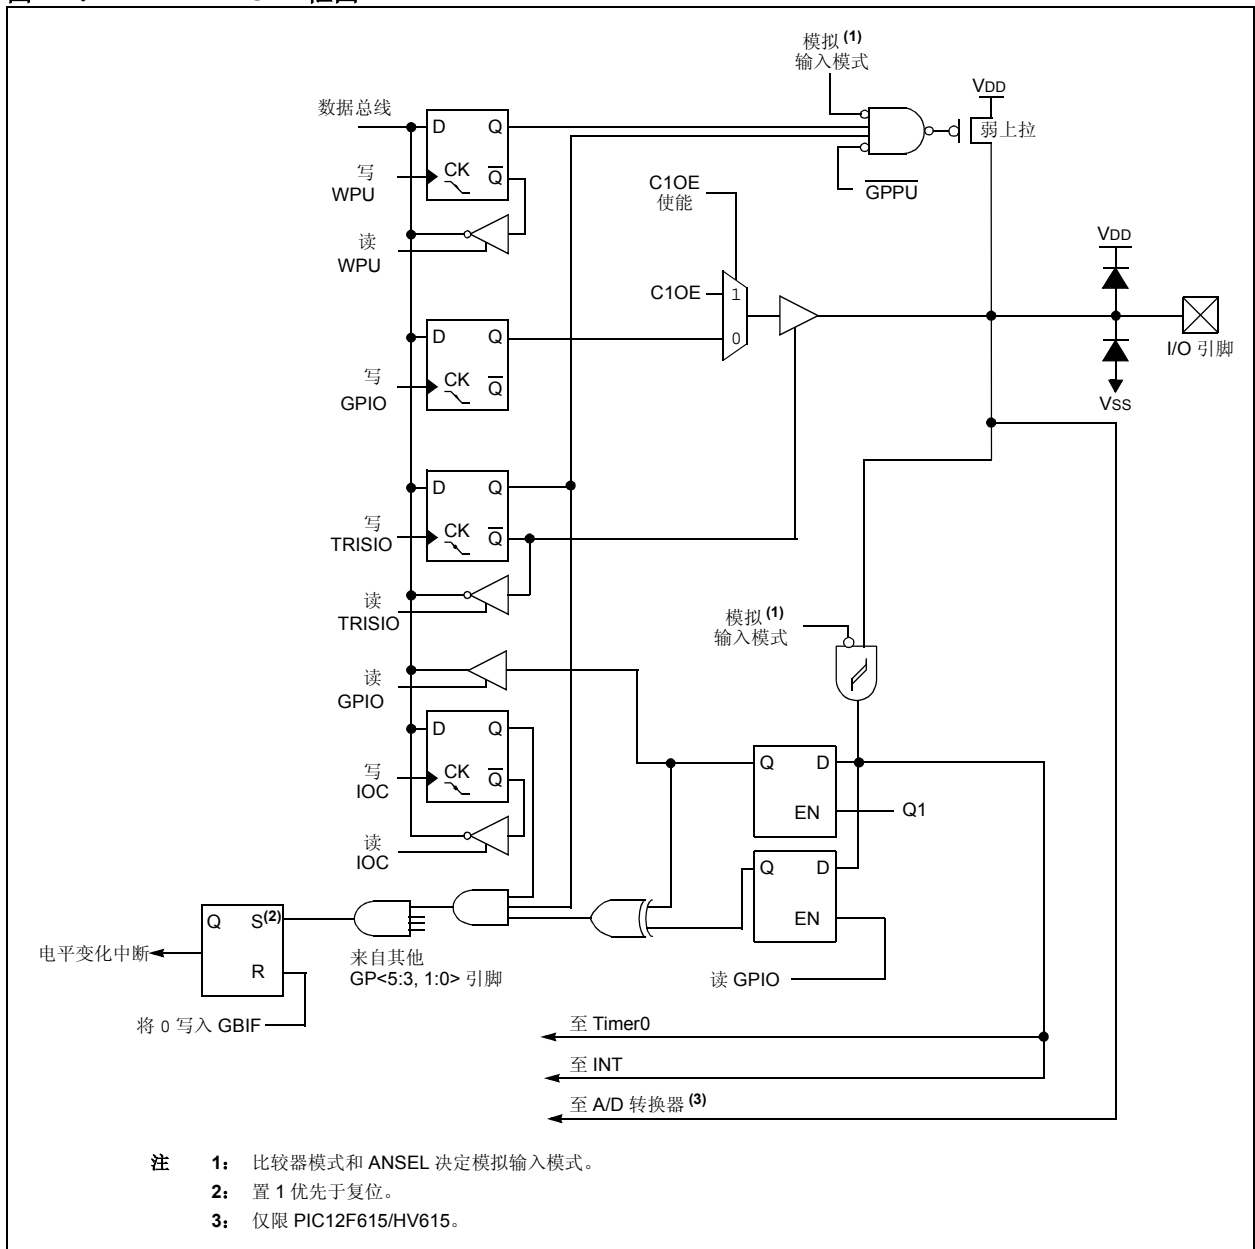 模拟 (1)
输入模式
VDD
数据总线
D Q
弱上拉
写
WPU
CK Q
C1OE
使能
GPPU
读
WPU
VDD
C1OE
1
D Q
0
I/O 引脚
写
GPIO
CK Q
VSS
D Q
写
TRISIO
CK Q
读
TRISIO
模拟 (1)
输入模式
读
GPIO
D Q
写
IOC
CK Q
Q D
EN
Q1
读
IOC
Q D
EN
Q S(2)
R
电平变化中断
来自其他
GP<5:3, 1:0> 引脚
读 GPIO
将 0 写入 GBIF
至 Timer0
至 INT
至 A/D 转换器 (3)
注 1： 比较器模式和 ANSEL 决定模拟输入模式。
2： 置 1 优先于复位。
3： 仅限 PIC12F615/HV615。